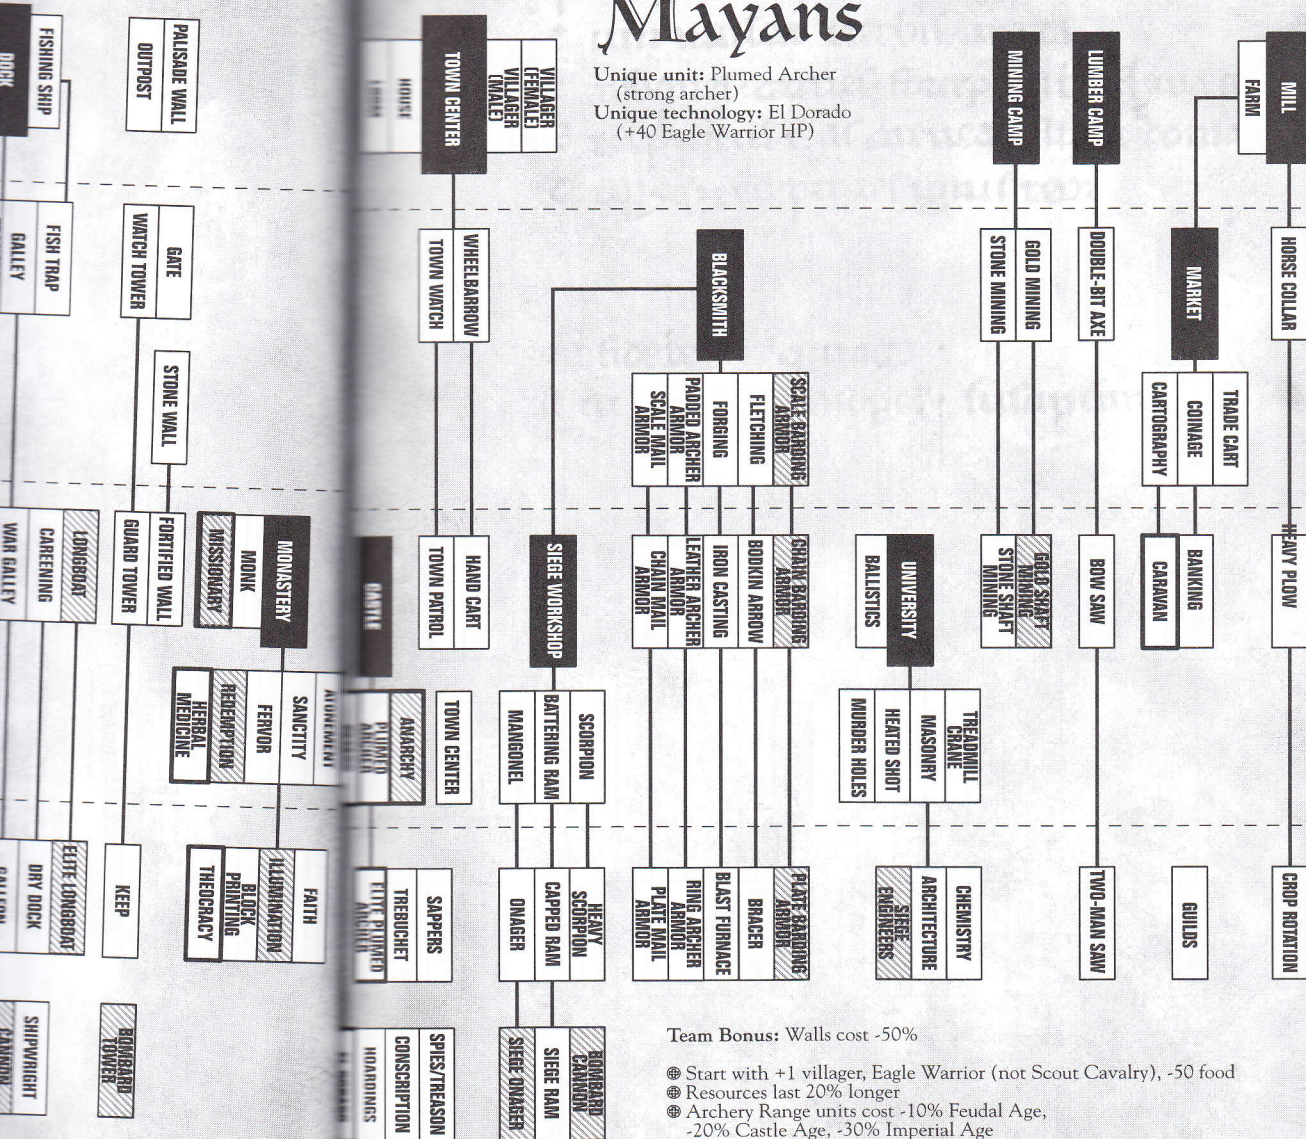 Mayans
Unique unit: Plumed Archer
(strong archer)
Unique technology: El Dorado
(+40 Eagle Warrior HP)
FISHING SHIP
DOCK
FISH TRAP
GALLEY
LONGBOAT
CAREENING
WAR GALLEY
ELITE LONGBOAT
DRY DOCK
SHIPWRIGHT
PALISADE WALL
OUTPOST
GATE
WATCH TOWER
STONE WALL
FORTIFIED WALL
GUARD TOWER
KEEP
BOMBARD
TOWER
MONASTERY
MONK
MISSIONARY
ATONEMENT
SANCTITY
FERVOR
REDEMPTION
HERBAL
MEDICINE
FAITH
ILLUMINATION
BLOCK
PRINTING
THEOCRACY
VILLAGER
(FEMALE)
VILLAGER
(MALE)
TOWN CENTER
HOUSE
WHEELBARROW
TOWN WATCH
HAND CART
TOWN PATROL
TOWN CENTER
CASTLE
ANARCHY
PLUMED
ARCHER
SAPPERS
TREBUCHET
ELITE PLUMED
ARCHER
SPIES/TREASON
CONSCRIPTION
HOARDINGS
BLACKSMITH
SCALE BARDING
ARMOR
FLETCHING
FORGING
PADDED ARCHER
ARMOR
SCALE MAIL
ARMOR
CHAIN BARDING
ARMOR
BODKIN ARROW
IRON CASTING
LEATHER ARCHER
ARMOR
CHAIN MAIL
ARMOR
PLATE BARDING
ARMOR
BRACER
BLAST FURNACE
RING ARCHER
ARMOR
PLATE MAIL
ARMOR
SIEGE WORKSHOP
SCORPION
BATTERING RAM
MANGONEL
HEAVY
SCORPION
CAPPED RAM
ONAGER
BOMBARD
CANNON
SIEGE RAM
SIEGE ONAGER
UNIVERSITY
BALLISTICS
TREADMILL
CRANE
MASONRY
HEATED SHOT
MURDER HOLES
CHEMISTRY
ARCHITECTURE
SIEGE
ENGINEERS
MINING CAMP
GOLD MINING
STONE MINING
GOLD SHAFT
MINING
STONE SHAFT
MINING
LUMBER CAMP
DOUBLE-BIT AXE
BOW SAW
TWO-MAN SAW
MILL
FARM
HORSE COLLAR
HEAVY PLOW
CROP ROTATION
MARKET
TRADE CART
COINAGE
CARTOGRAPHY
BANKING
CARAVAN
GUILDS
Team Bonus: Walls cost -50%
Start with +1 villager, Eagle Warrior (not Scout Cavalry), -50 food
Resources last 20% longer
Archery Range units cost -10% Feudal Age,
-20% Castle Age, -30% Imperial Age